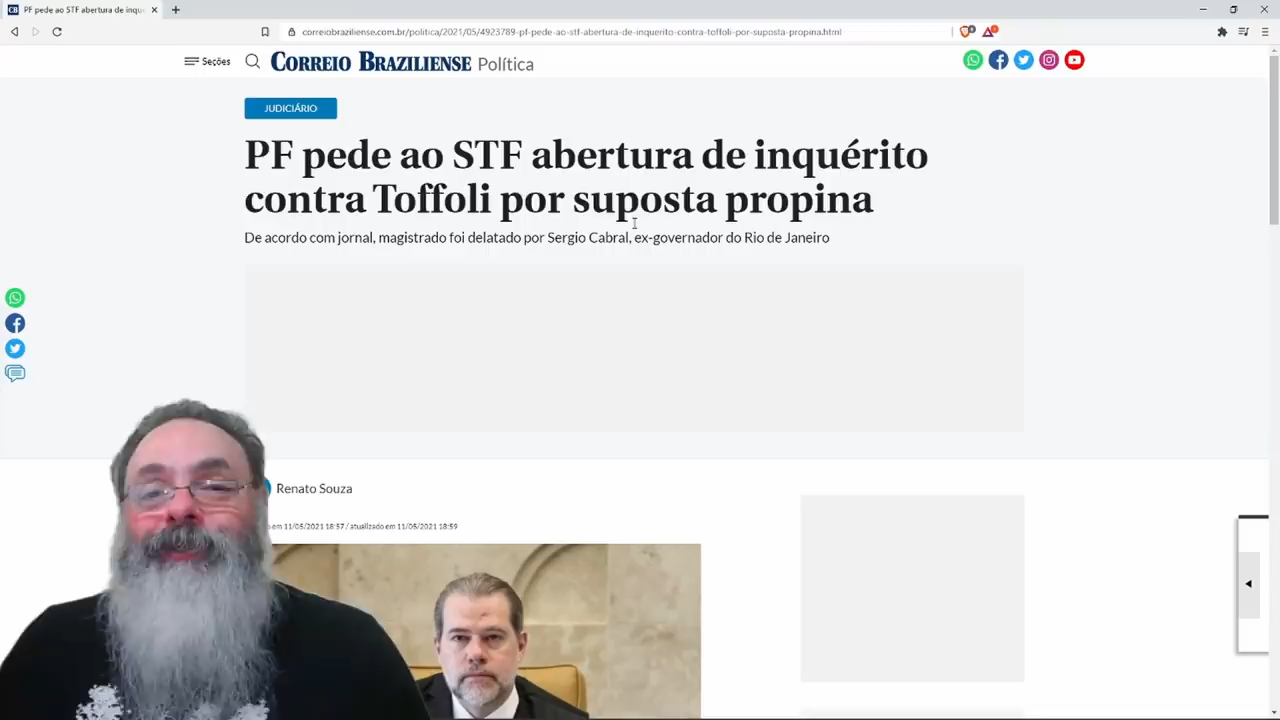 PF pede ao STF abertura de inqu
correiobraziliense.com.br/politica/2021/05/4923789-pf-pede-ao-stf-abertura-de-inquerito-contra-toffoli-por-suposta-propina.html
Seções
CORREIO BRAZILIENSE Política
JUDICIÁRIO
PF pede ao STF abertura de inquérito
contra Toffoli por suposta propina
De acordo com jornal, magistrado foi delatado por Sergio Cabral, ex-governador do Rio de Janeiro
Renato Souza
em 11/05/2021 18:57 / atualizado em 11/05/2021 18:59